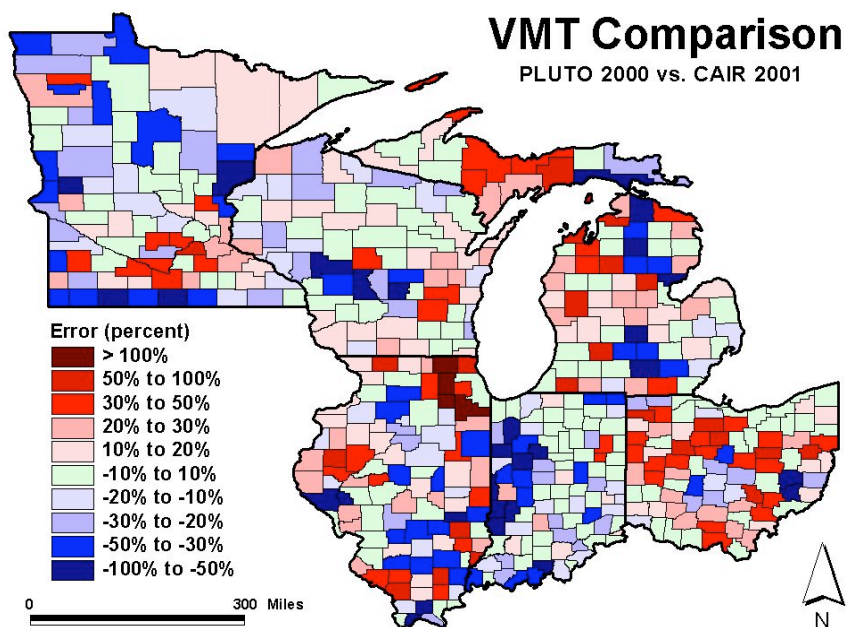 VMT Comparison
PLUTO 2000 vs. CAIR 2001
Error (percent)
> 100%
50% to 100%
30% to 50%
20% to 30%
10% to 20%
-10% to 10%
-20% to -10%
-30% to -20%
-50% to -30%
-100% to -50%
0 300 Miles
N